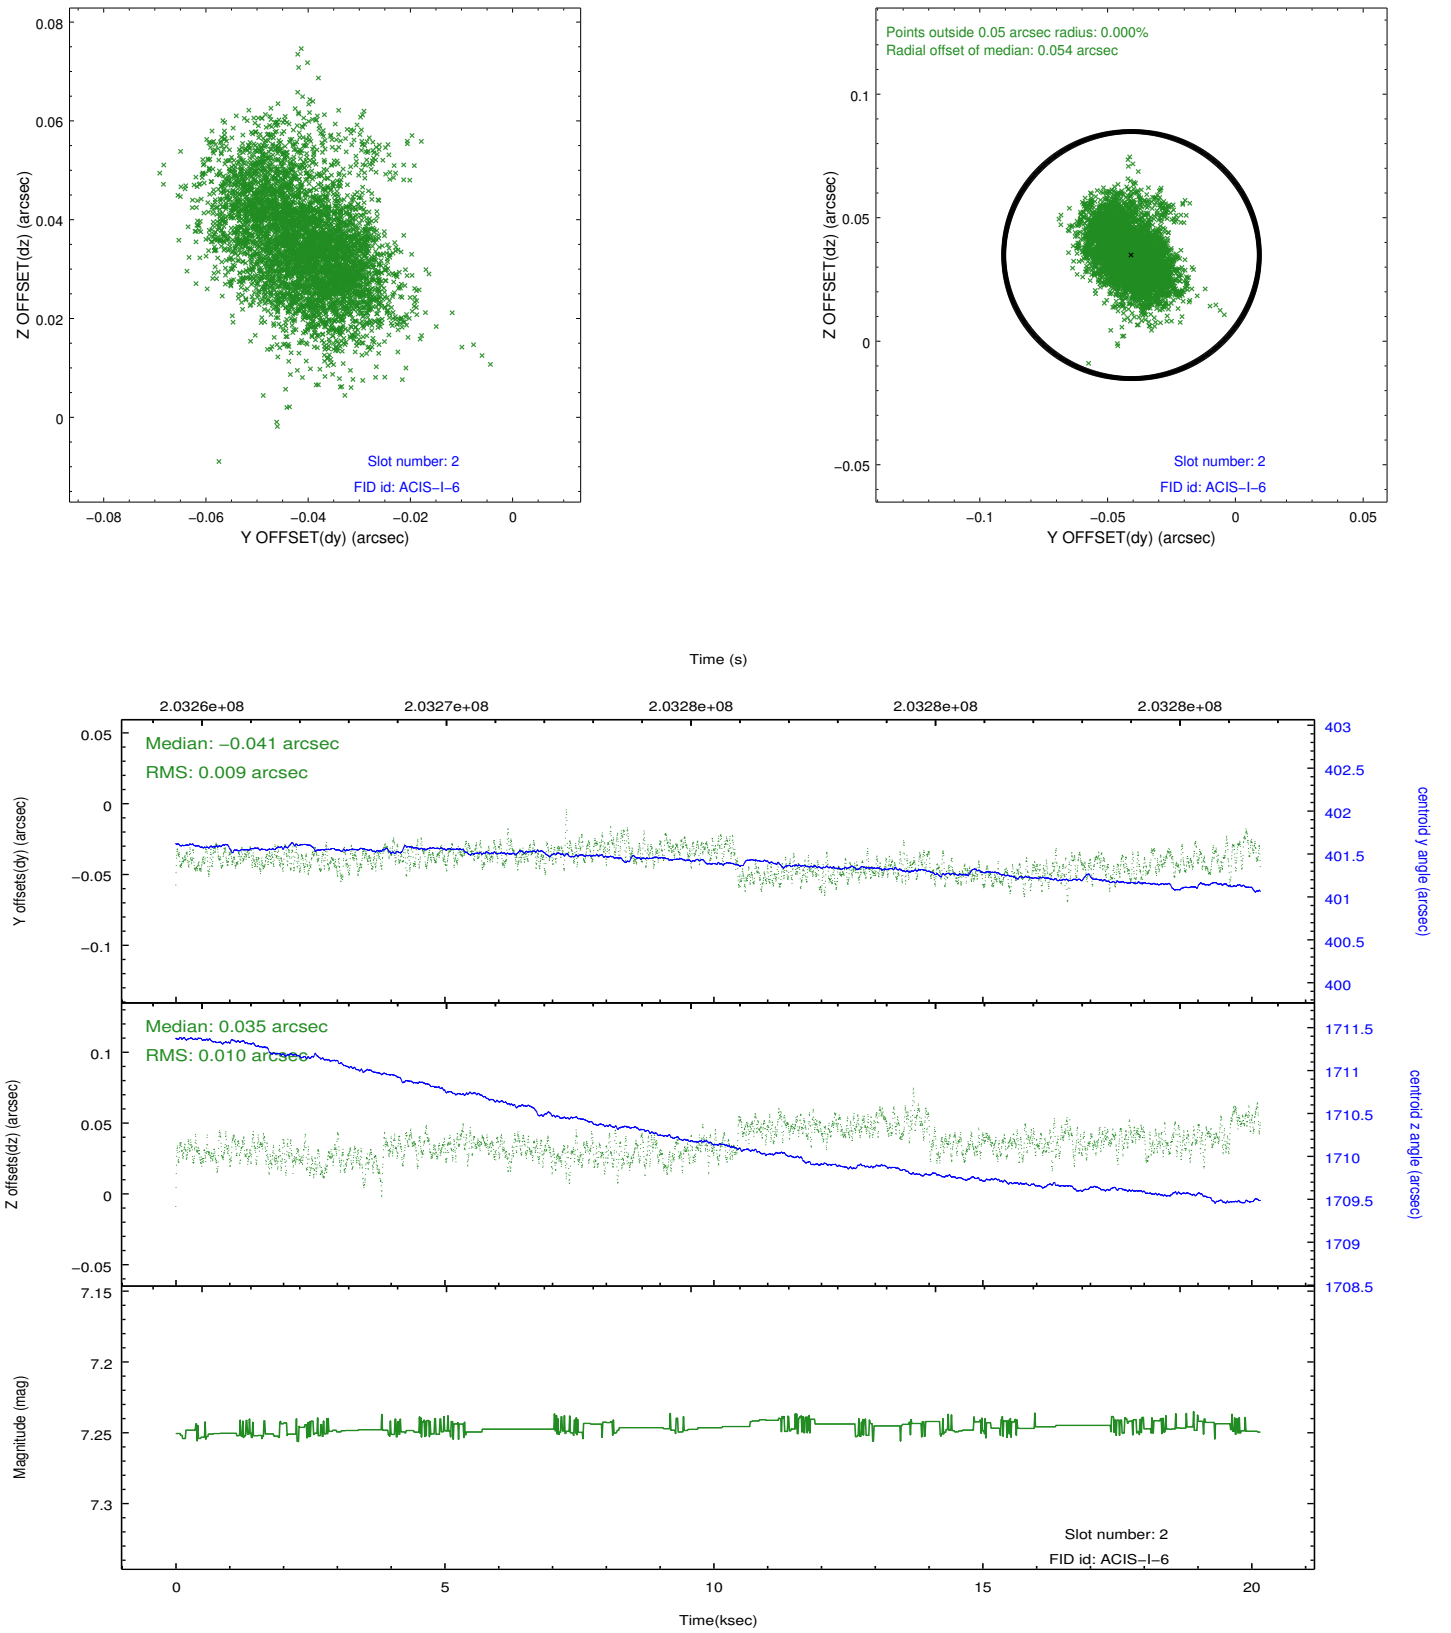 0.08
0.06
0.04
0.02
0
Z OFFSET(dz) (arcsec)
Slot number: 2
FID id: ACIS−I−6
−0.08 −0.06 −0.04 −0.02 0
Y OFFSET(dy) (arcsec)
Points outside 0.05 arcsec radius: 0.000%
Radial offset of median: 0.054 arcsec
0.1
0.05
0
−0.05
Z OFFSET(dz) (arcsec)
Slot number: 2
FID id: ACIS−I−6
−0.1 −0.05 0 0.05
Y OFFSET(dy) (arcsec)
Time (s)
2.0326e+08 2.0327e+08 2.0328e+08 2.0328e+08 2.0328e+08
Median: −0.041 arcsec
RMS: 0.009 arcsec
0.05
0
−0.05
−0.1
Y offsets(dy) (arcsec)
403
402.5
402
401.5
401
400.5
400
centroid y angle (arcsec)
Median: 0.035 arcsec
RMS: 0.010 arcsec
0.1
0.05
0
−0.05
Z offsets(dz) (arcsec)
1711.5
1711
1710.5
1710
1709.5
1709
1708.5
centroid z angle (arcsec)
7.15
7.2
7.25
7.3
Magnitude (mag)
Slot number: 2
FID id: ACIS−I−6
0 5 10 15 20
Time(ksec)